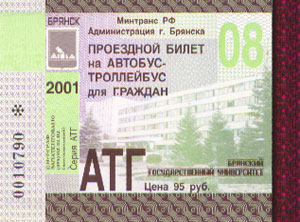 БРЯНСК
Минтранс РФ
Администрация г. Брянска
ПРОЕЗДНОЙ БИЛЕТ
на АВТОБУС-
ТРОЛЛЕЙБУС
для ГРАЖДАН
08
2001
Серия АТГ
0010790 *
АТГ
БРЯНСКИЙ
ГОСУДАРСТВЕННЫЙ УНИВЕРСИТЕТ
Цена 95 руб.